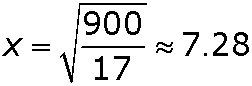 x = √(900/17) ≈ 7.28